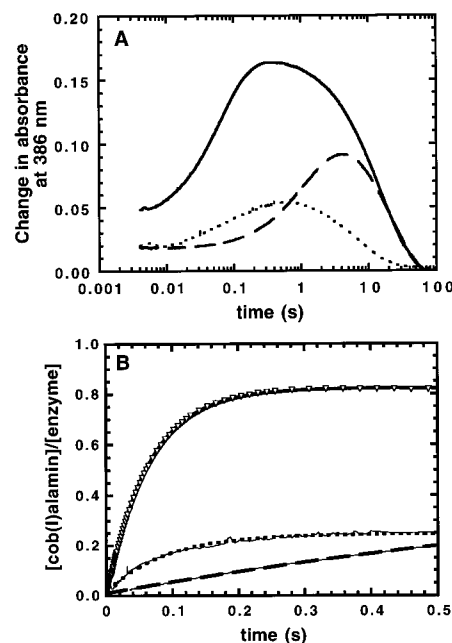 A
Change in absorbance
at 386 nm
0.20
0.15
0.10
0.05
0.00
0.001 0.01 0.1 1 10 100
time (s)
B
[cob(I)alamin]/[enzyme]
1.0
0.8
0.6
0.4
0.2
0.0
0 0.1 0.2 0.3 0.4 0.5
time (s)